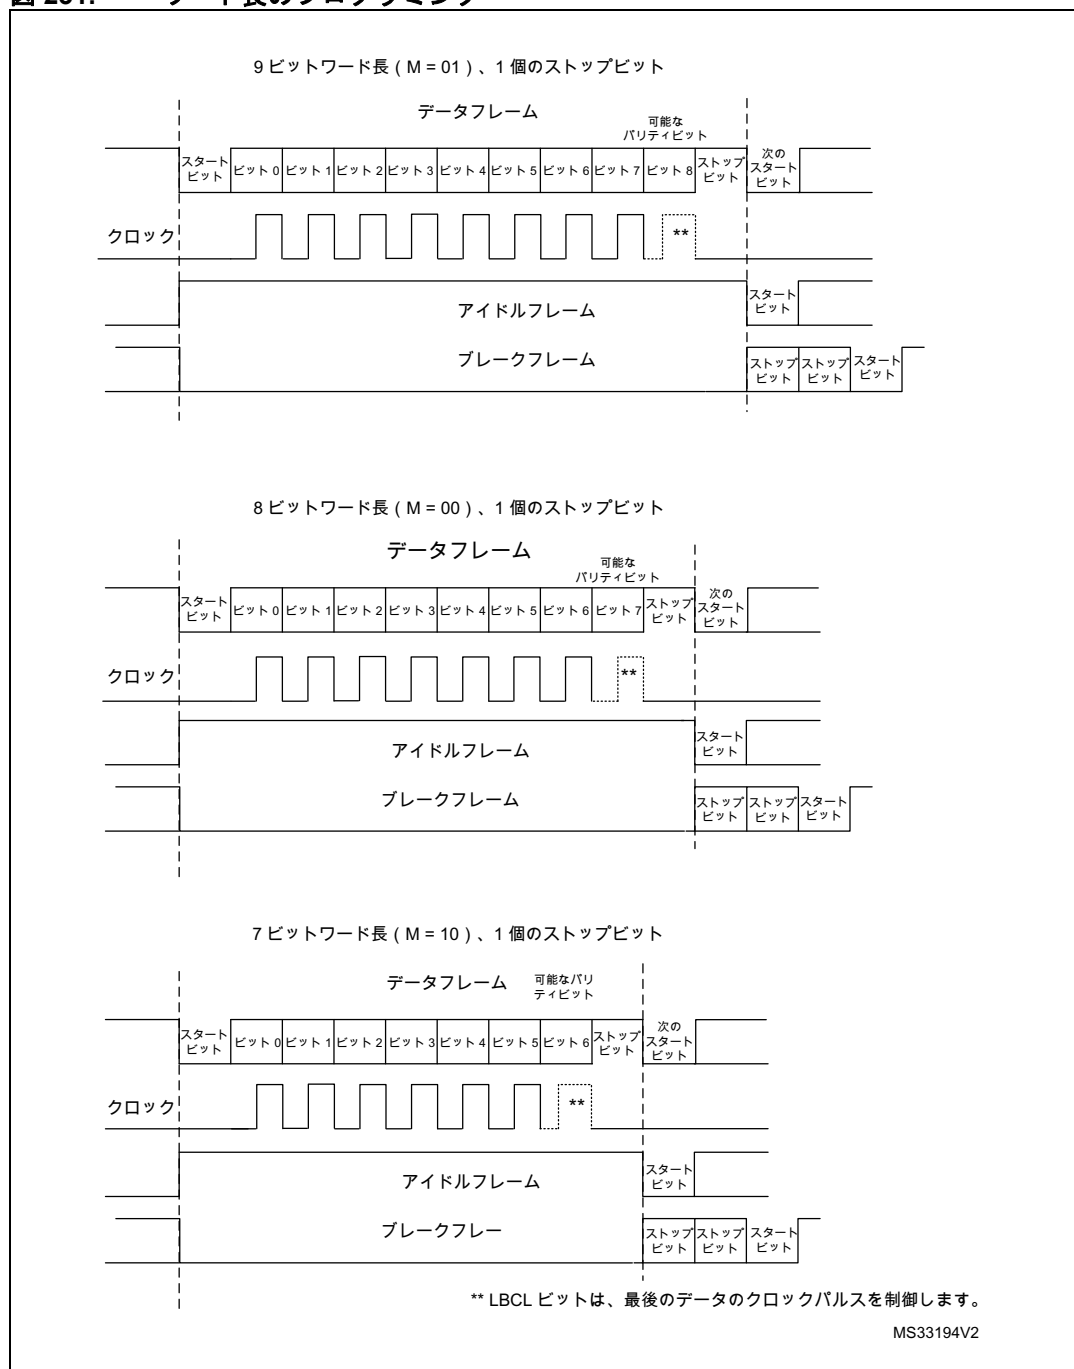 9 ビットワード長 ( M = 01 ) 、1 個のストップビット
データフレーム
可能な
パリティビット
スタート
ビット
ビット 0
ビット 1
ビット 2
ビット 3
ビット 4
ビット 5
ビット 6
ビット 7
ビット 8
ストップ
ビット
次の
スタート
ビット
クロック
**
アイドルフレーム
スタート
ビット
ブレークフレーム
ストップ
ビット
ストップ
ビット
スタート
ビット
8 ビットワード長 ( M = 00 ) 、1 個のストップビット
データフレーム
可能な
パリティビット
スタート
ビット
ビット 0
ビット 1
ビット 2
ビット 3
ビット 4
ビット 5
ビット 6
ビット 7
ストップ
ビット
次の
スタート
ビット
クロック
**
アイドルフレーム
スタート
ビット
ブレークフレーム
ストップ
ビット
ストップ
ビット
スタート
ビット
7 ビットワード長 ( M = 10 ) 、1 個のストップビット
データフレーム
可能なパリ
ティビット
スタート
ビット
ビット 0
ビット 1
ビット 2
ビット 3
ビット 4
ビット 5
ビット 6
ストップ
ビット
次の
スタート
ビット
クロック
**
アイドルフレーム
スタート
ビット
ブレークフレー
ストップ
ビット
ストップ
ビット
スタート
ビット
** LBCL ビットは、最後のデータのクロックパルスを制御します。
MS33194V2